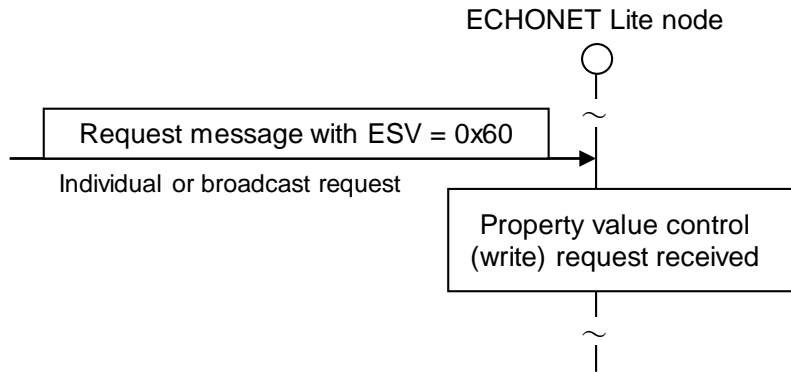 ECHONET Lite node
~
Request message with ESV = 0x60
Individual or broadcast request
Property value control
(write) request received
~